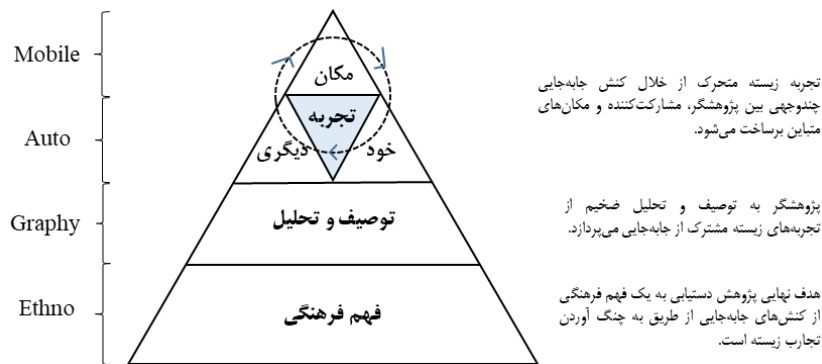 Mobile
مکان
تجربه
Auto
خود
دیگری
Graphy
توصیف و تحلیل
Ethno
فهم فرهنگی
تجربه زیسته متحرک از خلال کنش جابه‌جایی
چندوجهی بین پژوهشگر، مشارکت‌کننده و مکان‌های
متباین برساخت می‌شود.
پژوهشگر به توصیف و تحلیل ضخیم از
تجربه‌های زیسته مشترک از جابه‌جایی می‌پردازد.
هدف نهایی پژوهش دستیابی به یک فهم فرهنگی
از کنش‌های جابه‌جایی از طریق به چنگ آوردن
تجارب زیسته است.